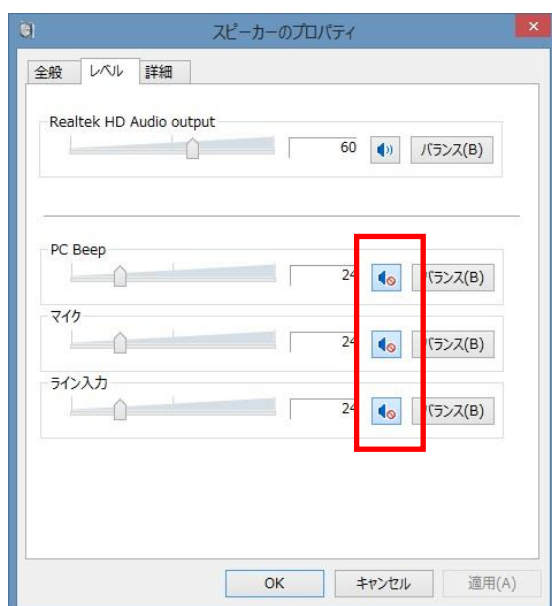 スピーカーのプロパティ
全般 レベル 詳細
Realtek HD Audio output
60 バランス(B)
PC Beep
24 バランス(B)
マイク
24 バランス(B)
ライン入力
24 バランス(B)
OK キャンセル 適用(A)